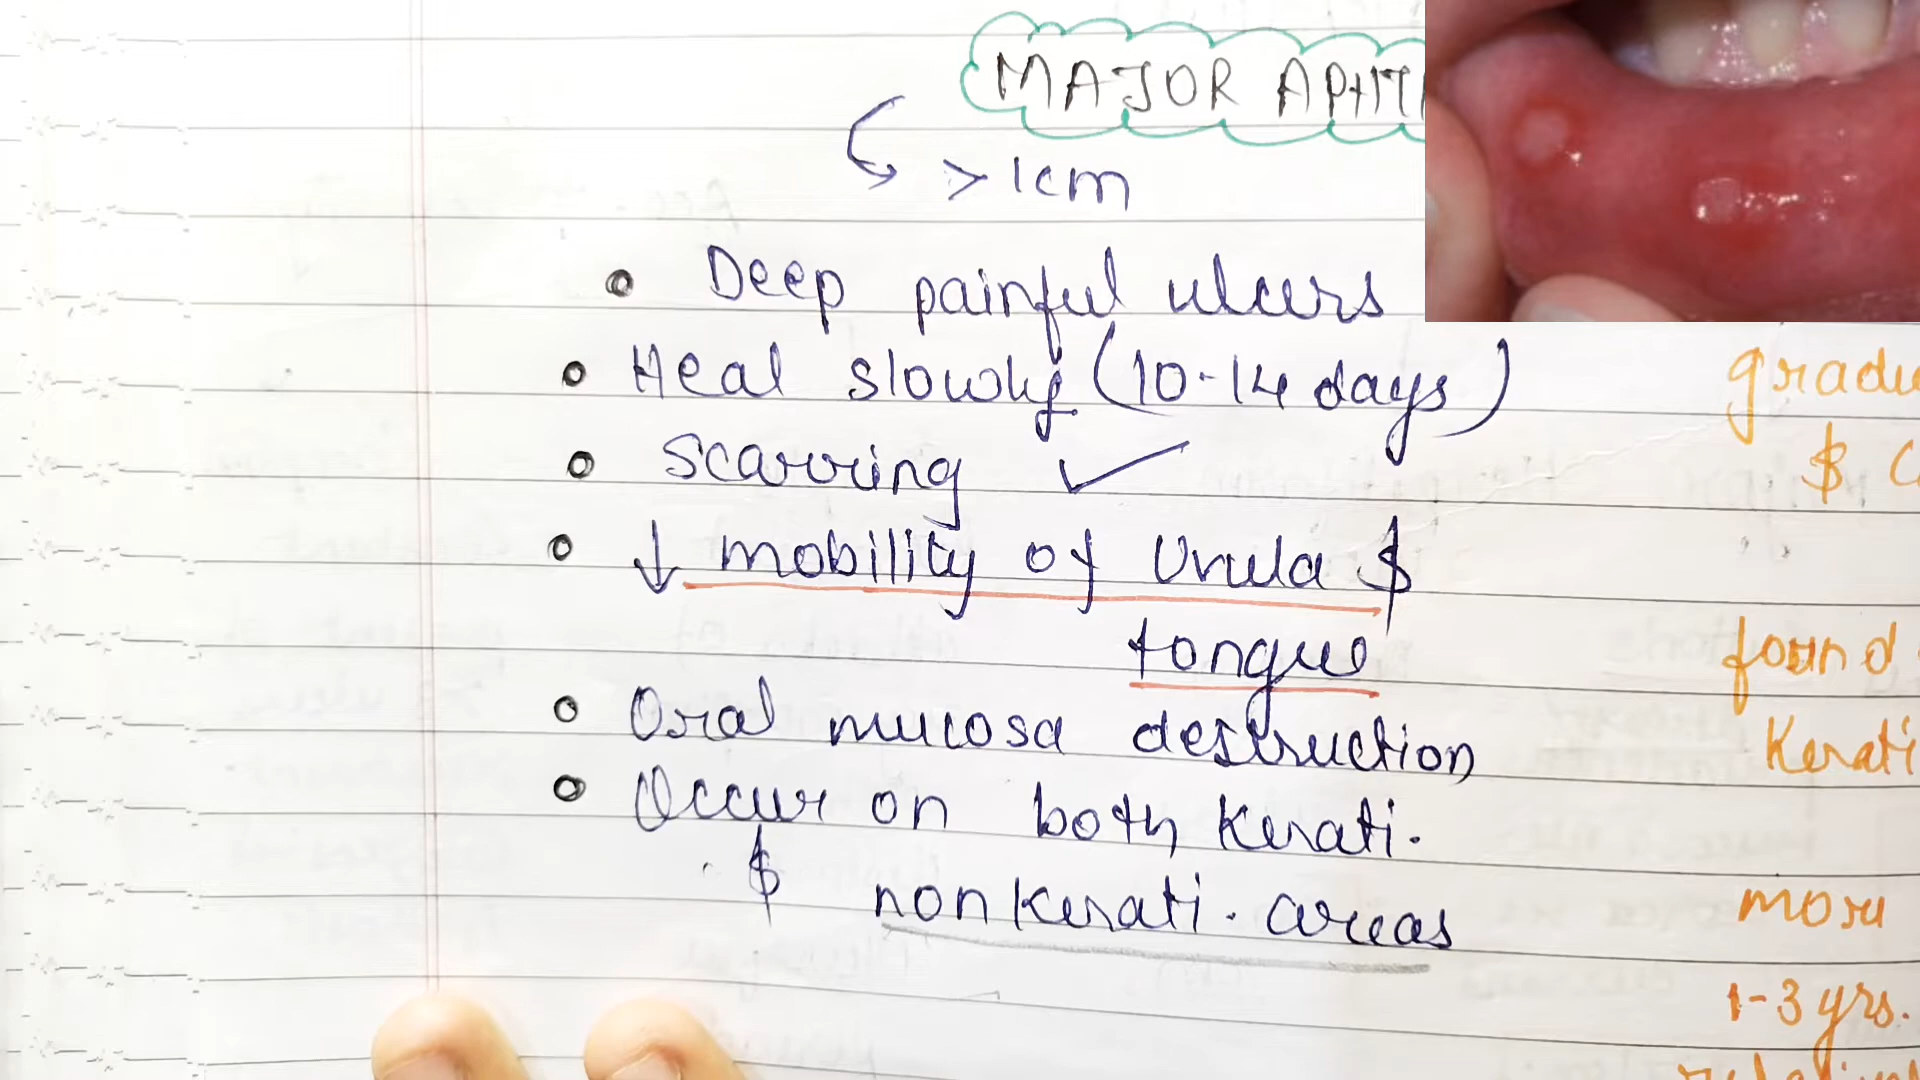 MAJOR APHT
> 1cm
Deep painful ulcers
Heal slowly (10-14 days)
Scarring ✓
↓ mobility of Uvula $
tongue
Oral mucosa destruction
Occur on both Kerati.
$ nonkerati. areas
gradu
$ C
found
Kerati
more
1-3 yrs.